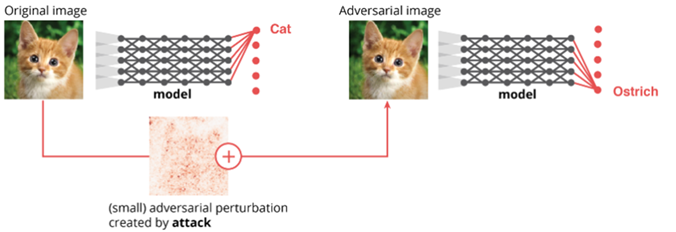 Original image
Cat
model
Adversarial image
model
Ostrich
(small) adversarial perturbation
created by attack